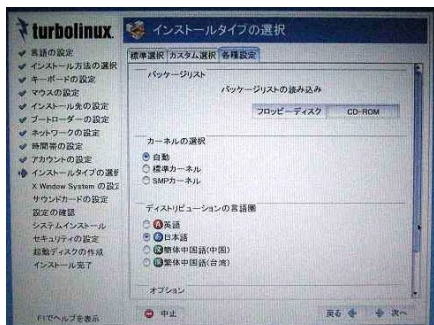 turbolinux
インストールタイプの選択
言語の設定
インストール方法の選択
キーボードの設定
マウスの設定
インストール先の設定
ブートローダーの設定
ネットワークの設定
時間帯の設定
アカウントの設定
インストールタイプの選択
X Window System の設定
サウンドカードの設定
設定の確認
システムインストール
セキュリティの設定
起動ディスクの作成
インストール完了
F1でヘルプを表示
標準選択 カスタム選択 各種設定
パッケージリスト
パッケージリストの読み込み
フロッピーディスク CD-ROM
カーネルの選択
自動
標準カーネル
SMPカーネル
ディストリビューションの言語圏
英語
日本語
簡体中国語(中国)
繁体中国語(台湾)
オプション
中止 戻る 次へ